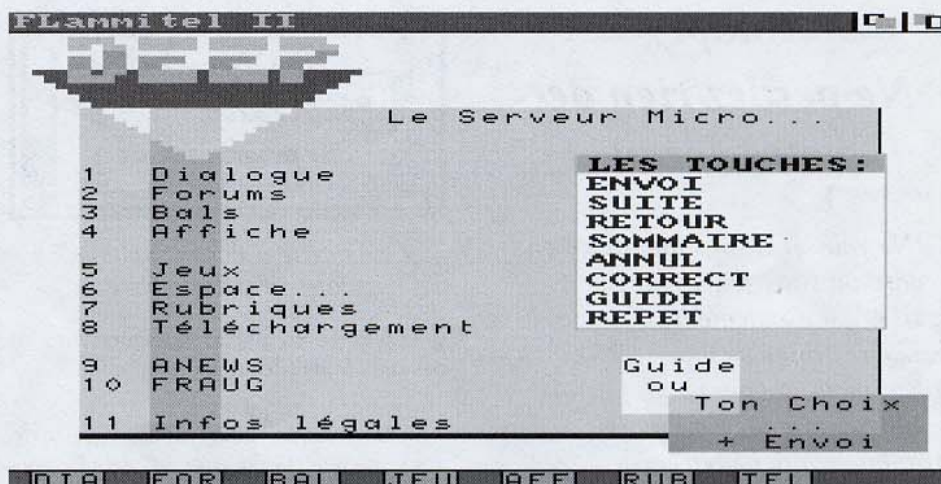 FLammitel II
DEEP
Le Serveur Micro...
1 Dialogue
2 Forums
3 Bals
4 Affiche
5 Jeux
6 Espace...
7 Rubriques
8 Téléchargement
9 ANEWS
10 FRAUG
11 Infos légales
LES TOUCHES:
ENVOI
SUITE
RETOUR
SOMMAIRE
ANNUL
CORRECT
GUIDE
REPET
Guide
ou
Ton Choix
...
+ Envoi
DIA FOR BAL JEU AFF RUB TEL